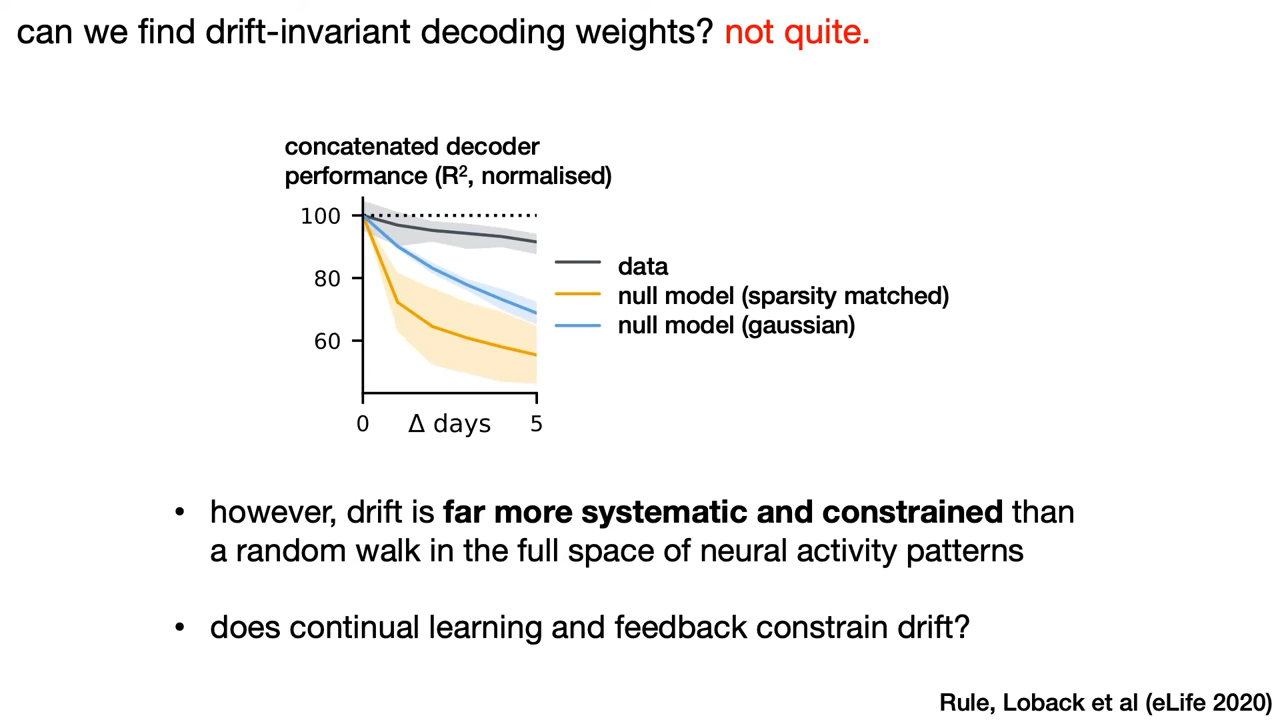 can we find drift-invariant decoding weights? not quite.
concatenated decoder
performance (R², normalised)
100
80
60
0
Δ days
5
data
null model (sparsity matched)
null model (gaussian)
• however, drift is far more systematic and constrained than
a random walk in the full space of neural activity patterns
• does continual learning and feedback constrain drift?
Rule, Loback et al (eLife 2020)